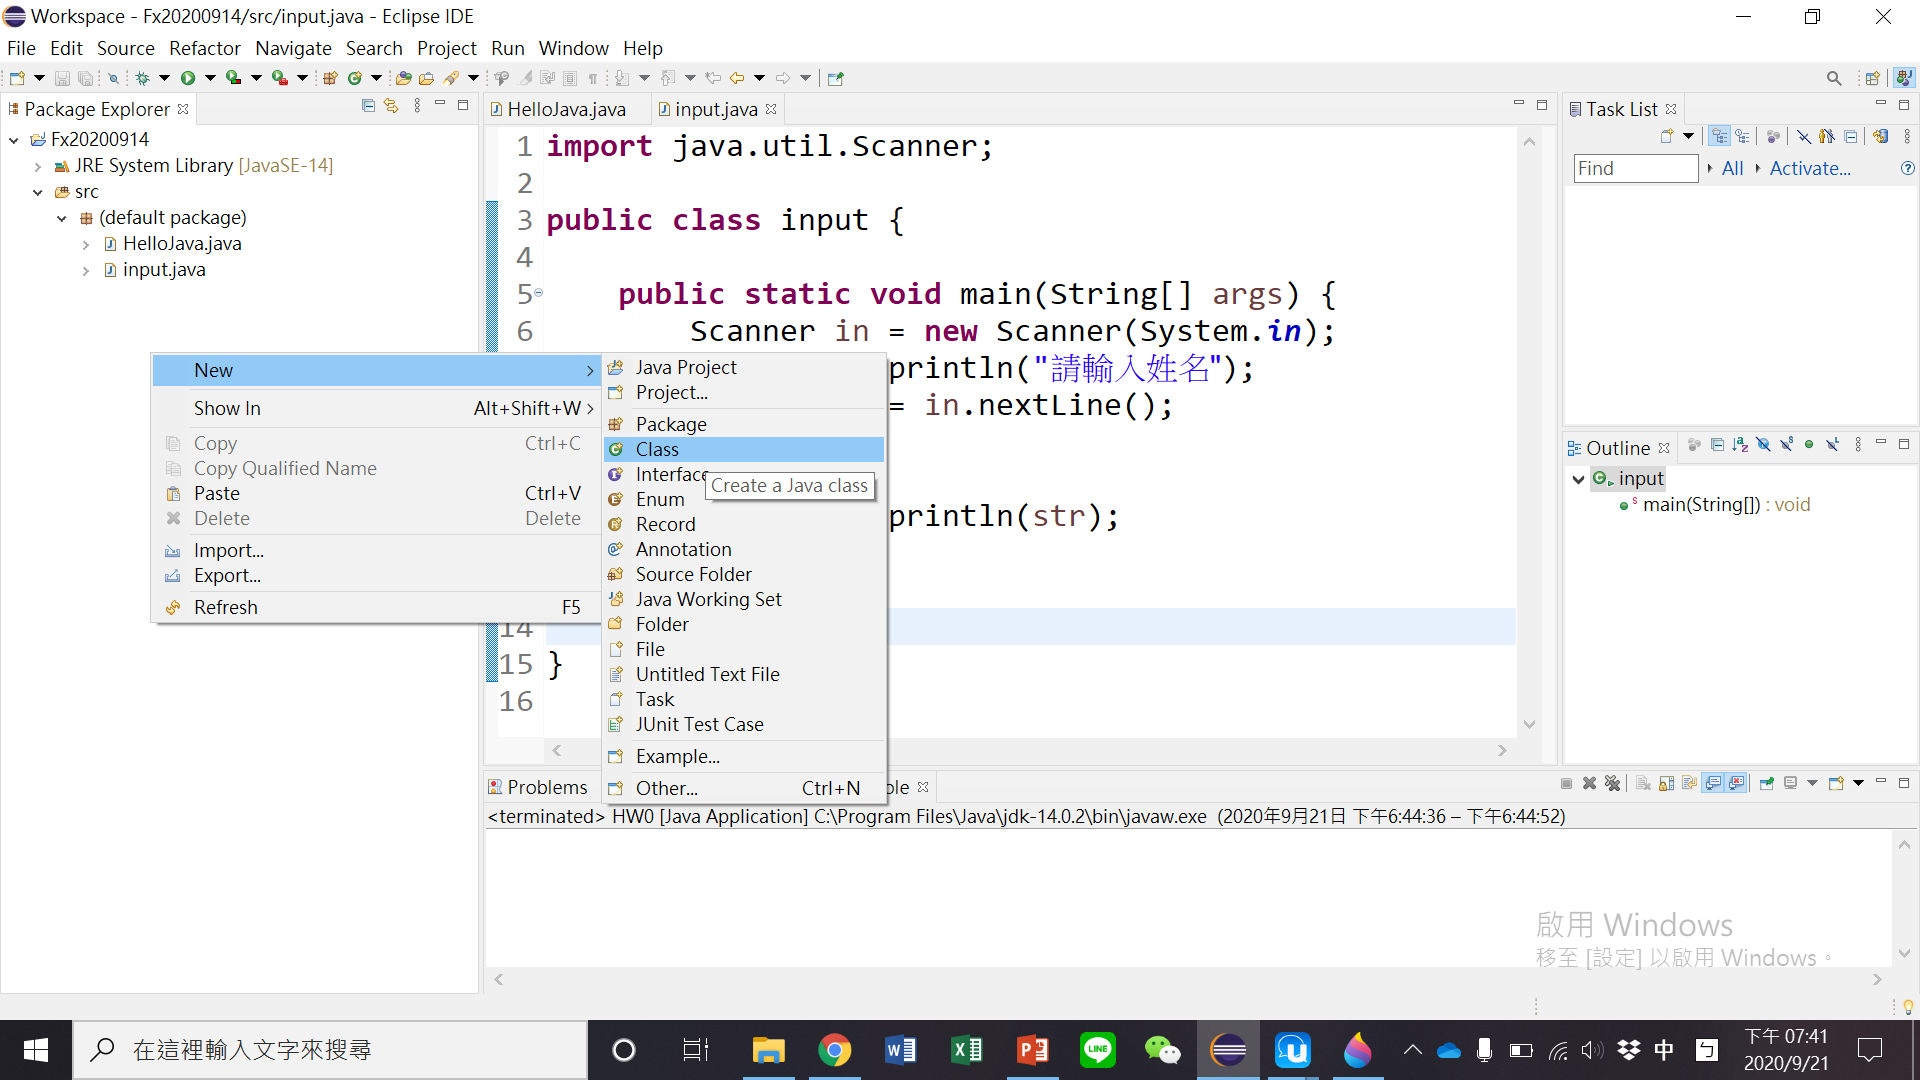 Workspace - Fx20200914/src/input.java - Eclipse IDE
File Edit Source Refactor Navigate Search Project Run Window Help
Package Explorer
Fx20200914
JRE System Library [JavaSE-14]
src
(default package)
HelloJava.java
input.java
New
Show In Alt+Shift+W
Copy Ctrl+C
Copy Qualified Name
Paste Ctrl+V
Delete Delete
Import...
Export...
Refresh F5
Java Project
Project...
Package
Class
Interface
Create a Java class
Enum
Record
Annotation
Source Folder
Java Working Set
Folder
File
Untitled Text File
Task
JUnit Test Case
Example...
Other... Ctrl+N
HelloJava.java input.java
1 import java.util.Scanner;
2
3 public class input {
4
5 public static void main(String[] args) {
6 Scanner in = new Scanner(System.in);
println("請輸入姓名");
= in.nextLine();
println(str);
14
15 }
16
Task List
Find All Activate...
Outline
input
main(String[]) : void
Problems ole
<terminated> HW0 [Java Application] C:\Program Files\Java\jdk-14.0.2\bin\javaw.exe (2020年9月21日 下午6:44:36 – 下午6:44:52)
啟用 Windows
移至 [設定] 以啟用 Windows。
在這裡輸入文字來搜尋
中
下午 07:41
2020/9/21